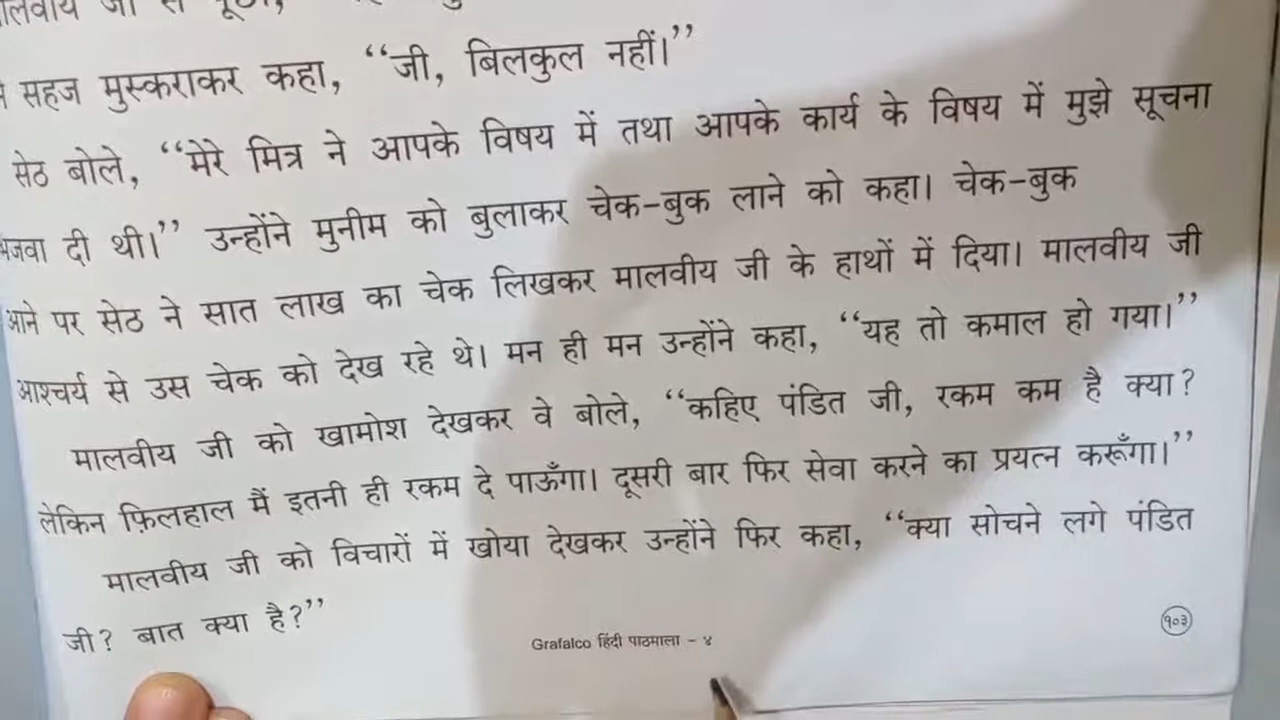 सहज मुस्कराकर कहा, “जी, बिलकुल नहीं।”
सेठ बोले, “मेरे मित्र ने आपके विषय में तथा आपके कार्य के विषय में मुझे सूचना
दी थी।” उन्होंने मुनीम को बुलाकर चेक-बुक लाने को कहा। चेक-बुक
आने पर सेठ ने सात लाख का चेक लिखकर मालवीय जी के हाथों में दिया। मालवीय जी
आश्चर्य से उस चेक को देख रहे थे। मन ही मन उन्होंने कहा, “यह तो कमाल हो गया।”
मालवीय जी को खामोश देखकर वे बोले, “कहिए पंडित जी, रकम कम है क्या?
लेकिन फ़िलहाल मैं इतनी ही रकम दे पाऊँगा। दूसरी बार फिर सेवा करने का प्रयत्न करूँगा।”
मालवीय जी को विचारों में खोया देखकर उन्होंने फिर कहा, “क्या सोचने लगे पंडित
जी? बात क्या है?”
Grafalco हिंदी पाठमाला - ४
१०३